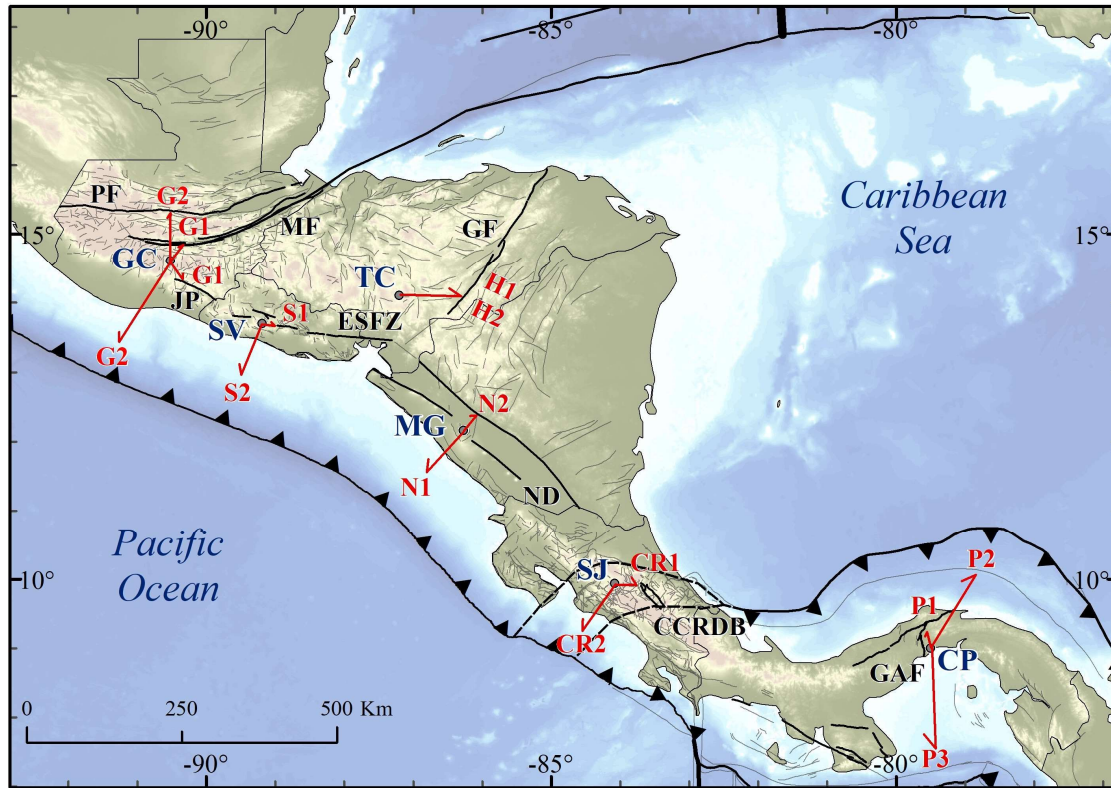 -90°
-85°
-80°
PF
G2
G1
MF
GF
Caribbean
Sea
15°
15°
GC
G1
TC
H1
H2
JP
S1
SV
ESFZ
G2
S2
N2
MG
N1
ND
Pacific
Ocean
10°
SJ
CR1
P2
10°
P1
CCRDB
CR2
GAF
CP
0
250
500 Km
P3
-90°
-85°
-80°